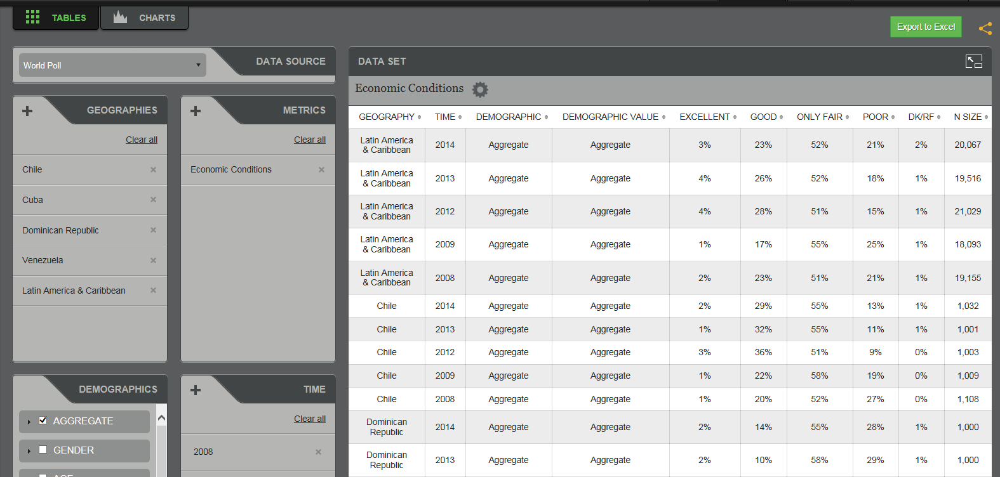 TABLES
CHARTS
Export to Excel
World Poll
DATA SOURCE
GEOGRAPHIES
Clear all
Chile
Cuba
Dominican Republic
Venezuela
Latin America & Caribbean
METRICS
Clear all
Economic Conditions
DEMOGRAPHICS
AGGREGATE
GENDER
TIME
Clear all
2008
DATA SET
Economic Conditions
GEOGRAPHY TIME DEMOGRAPHIC DEMOGRAPHIC VALUE EXCELLENT GOOD ONLY FAIR POOR DK/RF N SIZE
Latin America
& Caribbean 2014 Aggregate Aggregate 3% 23% 52% 21% 2% 20,067
Latin America
& Caribbean 2013 Aggregate Aggregate 4% 26% 52% 18% 1% 19,516
Latin America
& Caribbean 2012 Aggregate Aggregate 4% 28% 51% 15% 1% 21,029
Latin America
& Caribbean 2009 Aggregate Aggregate 1% 17% 55% 25% 1% 18,093
Latin America
& Caribbean 2008 Aggregate Aggregate 2% 23% 51% 21% 1% 19,155
Chile 2014 Aggregate Aggregate 2% 29% 55% 13% 1% 1,032
Chile 2013 Aggregate Aggregate 1% 32% 55% 11% 1% 1,001
Chile 2012 Aggregate Aggregate 3% 36% 51% 9% 0% 1,003
Chile 2009 Aggregate Aggregate 1% 22% 58% 19% 0% 1,009
Chile 2008 Aggregate Aggregate 1% 20% 52% 27% 0% 1,108
Dominican
Republic 2014 Aggregate Aggregate 2% 14% 55% 28% 1% 1,000
Dominican
Republic 2013 Aggregate Aggregate 2% 10% 58% 29% 1% 1,000